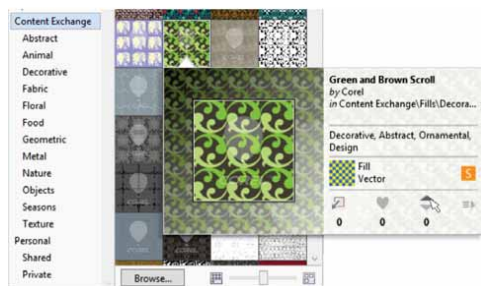 Content Exchange
Abstract
Animal
Decorative
Fabric
Floral
Food
Geometric
Metal
Nature
Objects
Seasons
Texture
Personal
Shared
Private
Browse...
Green and Brown Scroll
by Corel
in Content Exchange\Fills\Decora...
Decorative, Abstract, Ornamental,
Design
Fill
Vector
S
0 0 0